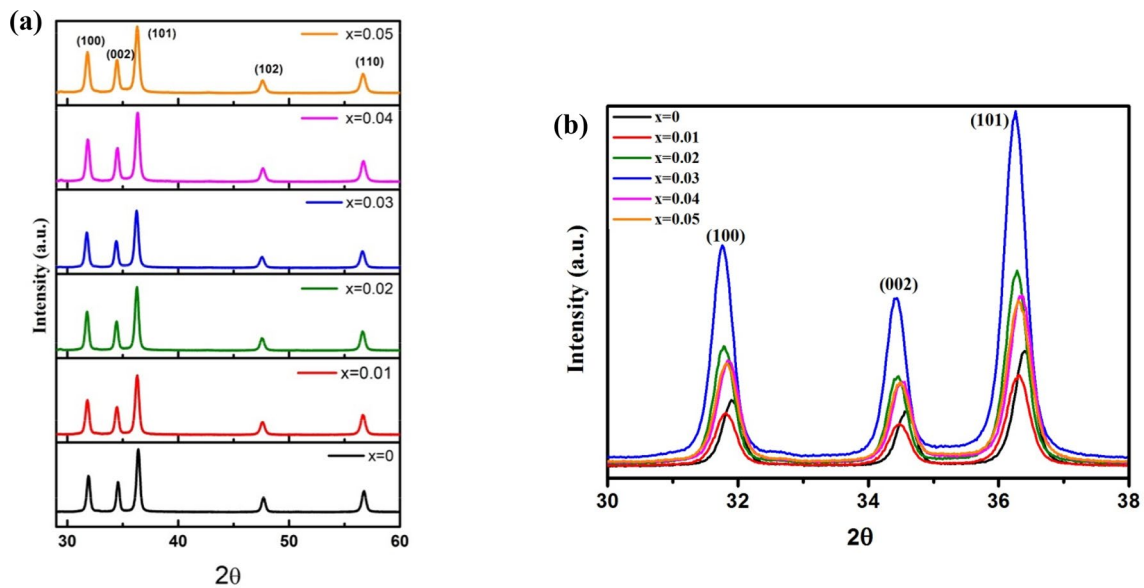 (a)
(100)
(002)
(101)
(102)
(110)
x=0.05
x=0.04
x=0.03
x=0.02
x=0.01
x=0
Intensity (a.u.)
30 40 50 60
2θ
(b)
x=0
x=0.01
x=0.02
x=0.03
x=0.04
x=0.05
(100)
(002)
(101)
Intensity (a.u.)
30 32 34 36 38
2θ